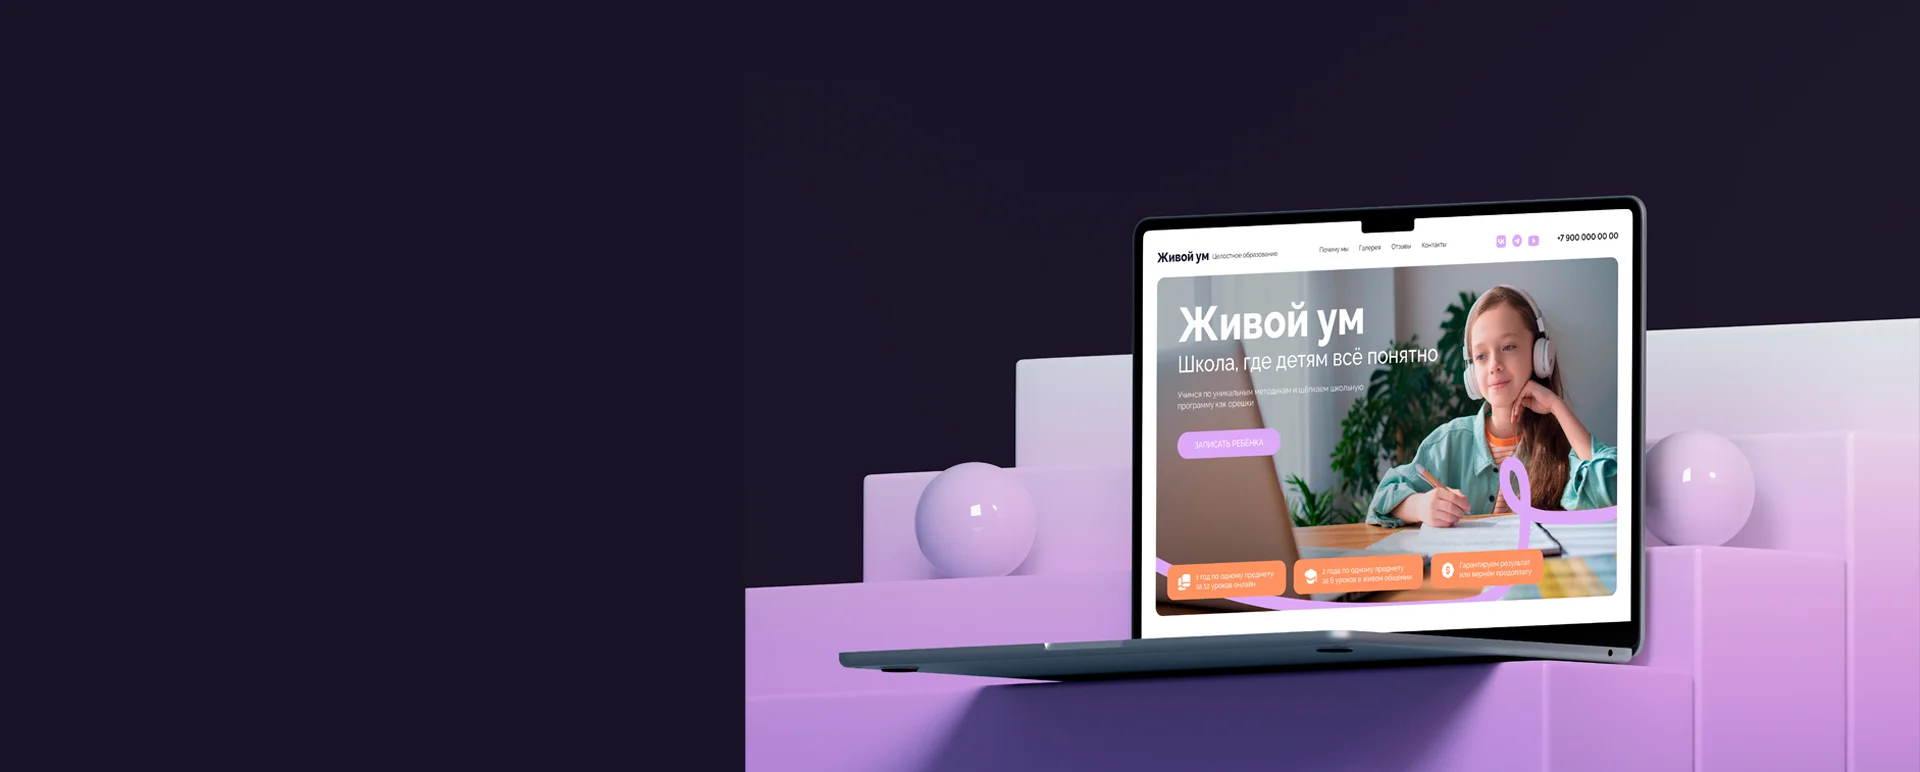 Живой ум Целостное образование Почему мы Галерея Отзывы Контакты +7 900 000 00 00
Живой ум
Школа, где детям всё понятно
Учимся по уникальным методикам и щёлкаем школьную
программу как орешки
ЗАПИСАТЬ РЕБЁНКА
1 год по одному предмету
за 12 уроков онлайн
2 года по одному предмету
за 6 уроков в живом общении
Гарантируем результат
или вернём предоплату